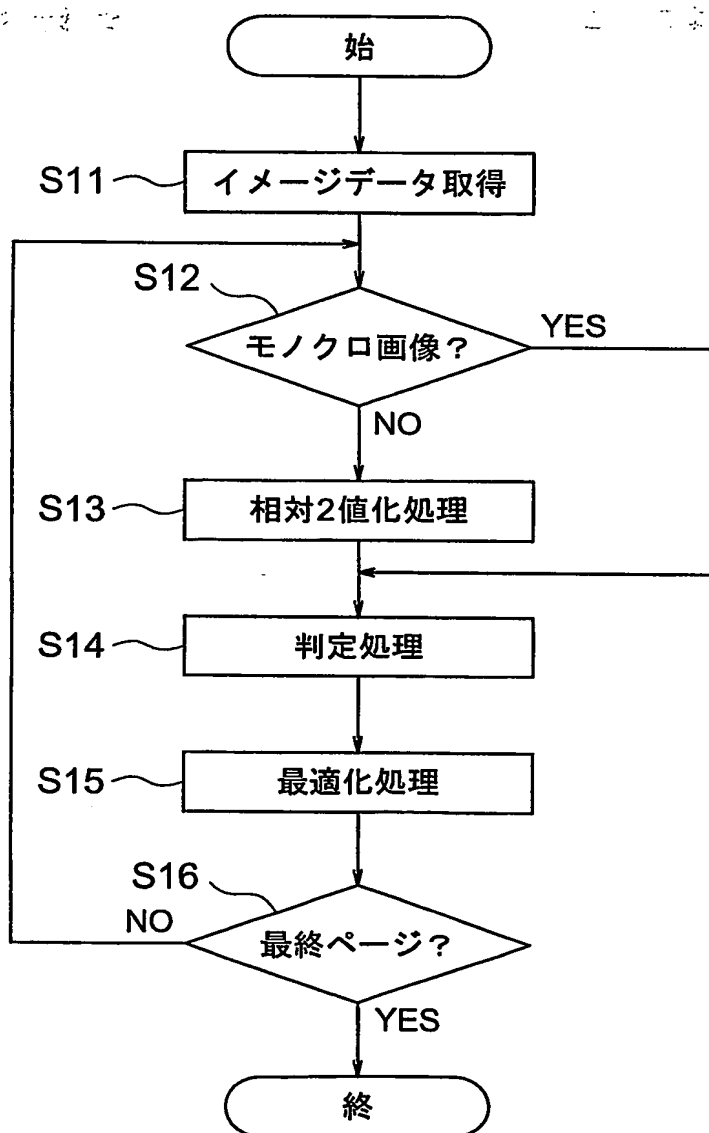 始
S11 イメージデータ取得
S12
モノクロ画像？
YES
NO
S13 相対2値化処理
S14 判定処理
S15 最適化処理
S16
NO
最終ページ？
YES
終